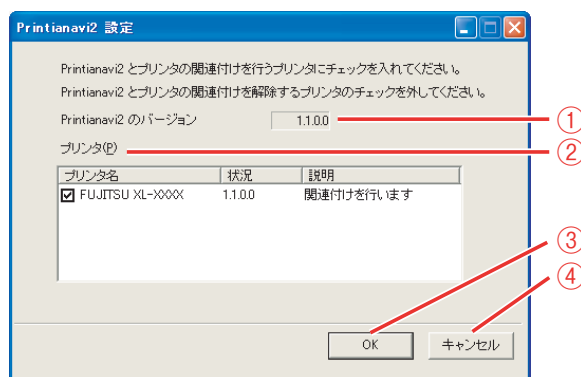 Printianavi2 設定
Printianavi2 とプリンタの関連付けを行うプリンタにチェックを入れてください。
Printianavi2 とプリンタの関連付けを解除するプリンタのチェックを外してください。
Printianavi2 のバージョン 1.1.0.0 ①
プリンタ(P) ②
プリンタ名 状況 説明
FUJITSU XL-XXXX 1.1.0.0 関連付けを行います
③
④
OK キャンセル